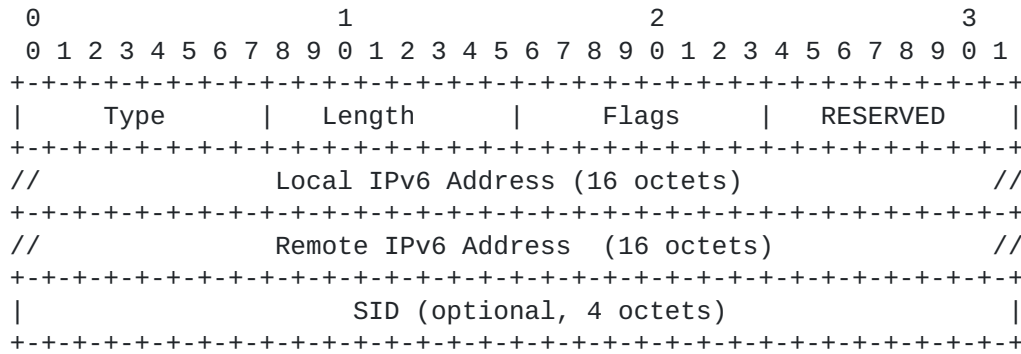 0                   1                   2                   3
 0 1 2 3 4 5 6 7 8 9 0 1 2 3 4 5 6 7 8 9 0 1 2 3 4 5 6 7 8 9 0 1
+-+-+-+-+-+-+-+-+-+-+-+-+-+-+-+-+-+-+-+-+-+-+-+-+-+-+-+-+-+-+-+-+
|     Type      |   Length      |     Flags     |   RESERVED    |
+-+-+-+-+-+-+-+-+-+-+-+-+-+-+-+-+-+-+-+-+-+-+-+-+-+-+-+-+-+-+-+-+
//               Local IPv6 Address (16 octets)                //
+-+-+-+-+-+-+-+-+-+-+-+-+-+-+-+-+-+-+-+-+-+-+-+-+-+-+-+-+-+-+-+-+
//               Remote IPv6 Address  (16 octets)              //
+-+-+-+-+-+-+-+-+-+-+-+-+-+-+-+-+-+-+-+-+-+-+-+-+-+-+-+-+-+-+-+-+
|                     SID (optional, 4 octets)                  |
+-+-+-+-+-+-+-+-+-+-+-+-+-+-+-+-+-+-+-+-+-+-+-+-+-+-+-+-+-+-+-+-+